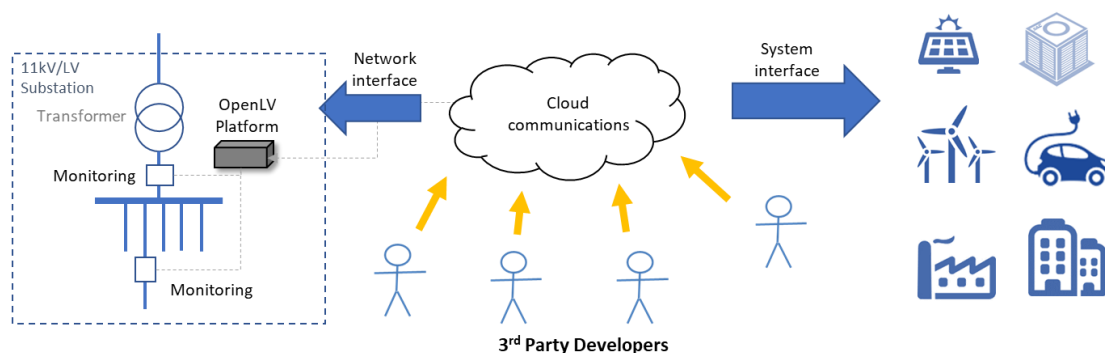 11kV/LV
Substation
Transformer
OpenLV
Platform
Monitoring
Monitoring
Network
interface
Cloud
communications
System
interface
3rd Party Developers